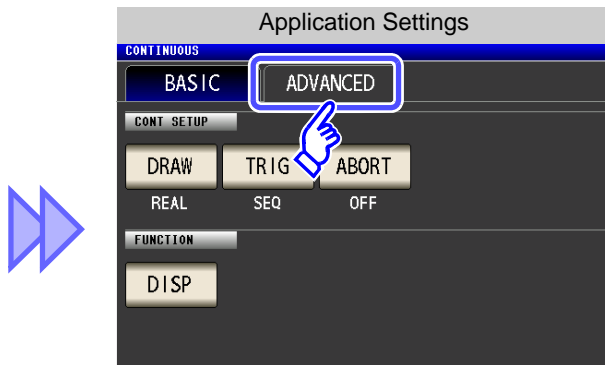 Application Settings
CONTINUOUS
BASIC ADVANCED
CONT SETUP
DRAW TRIG ABORT
REAL SEQ OFF
FUNCTION
DISP